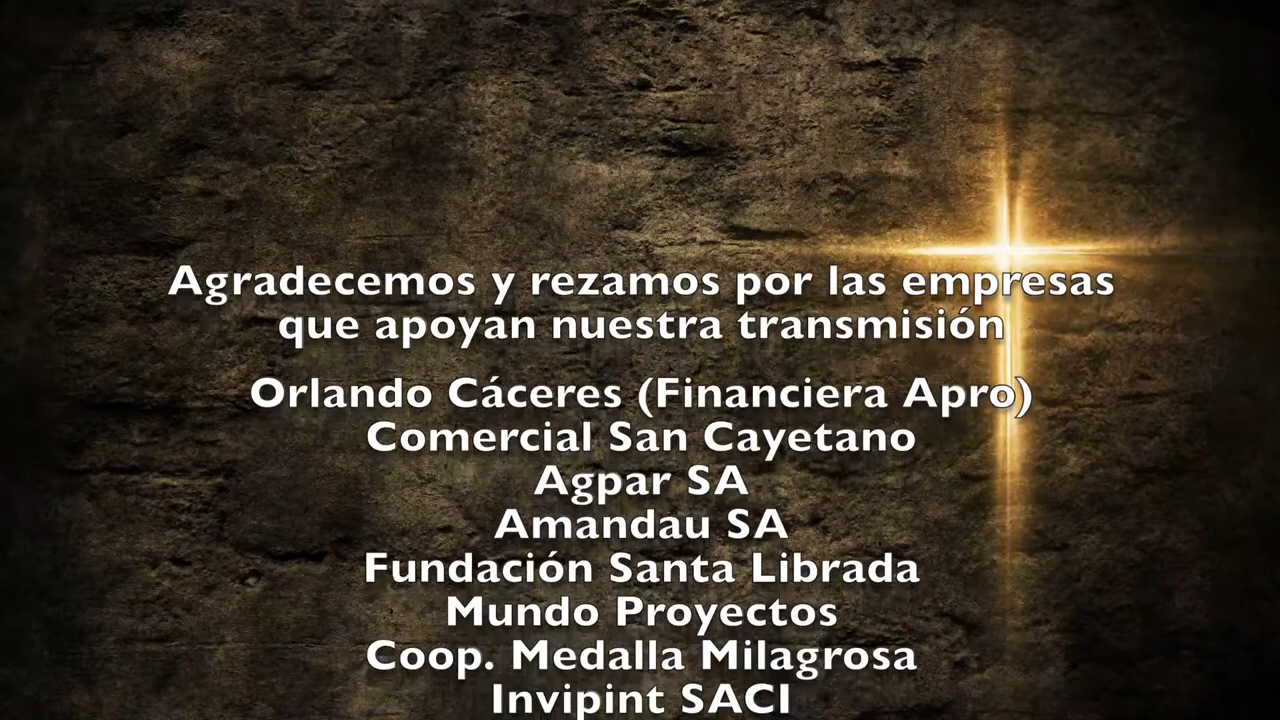 Agradecemos y rezamos por las empresas
que apoyan nuestra transmisión
Orlando Cáceres (Financiera Apro)
Comercial San Cayetano
Agpar SA
Amandau SA
Fundación Santa Librada
Mundo Proyectos
Coop. Medalla Milagrosa
Invipint SACI